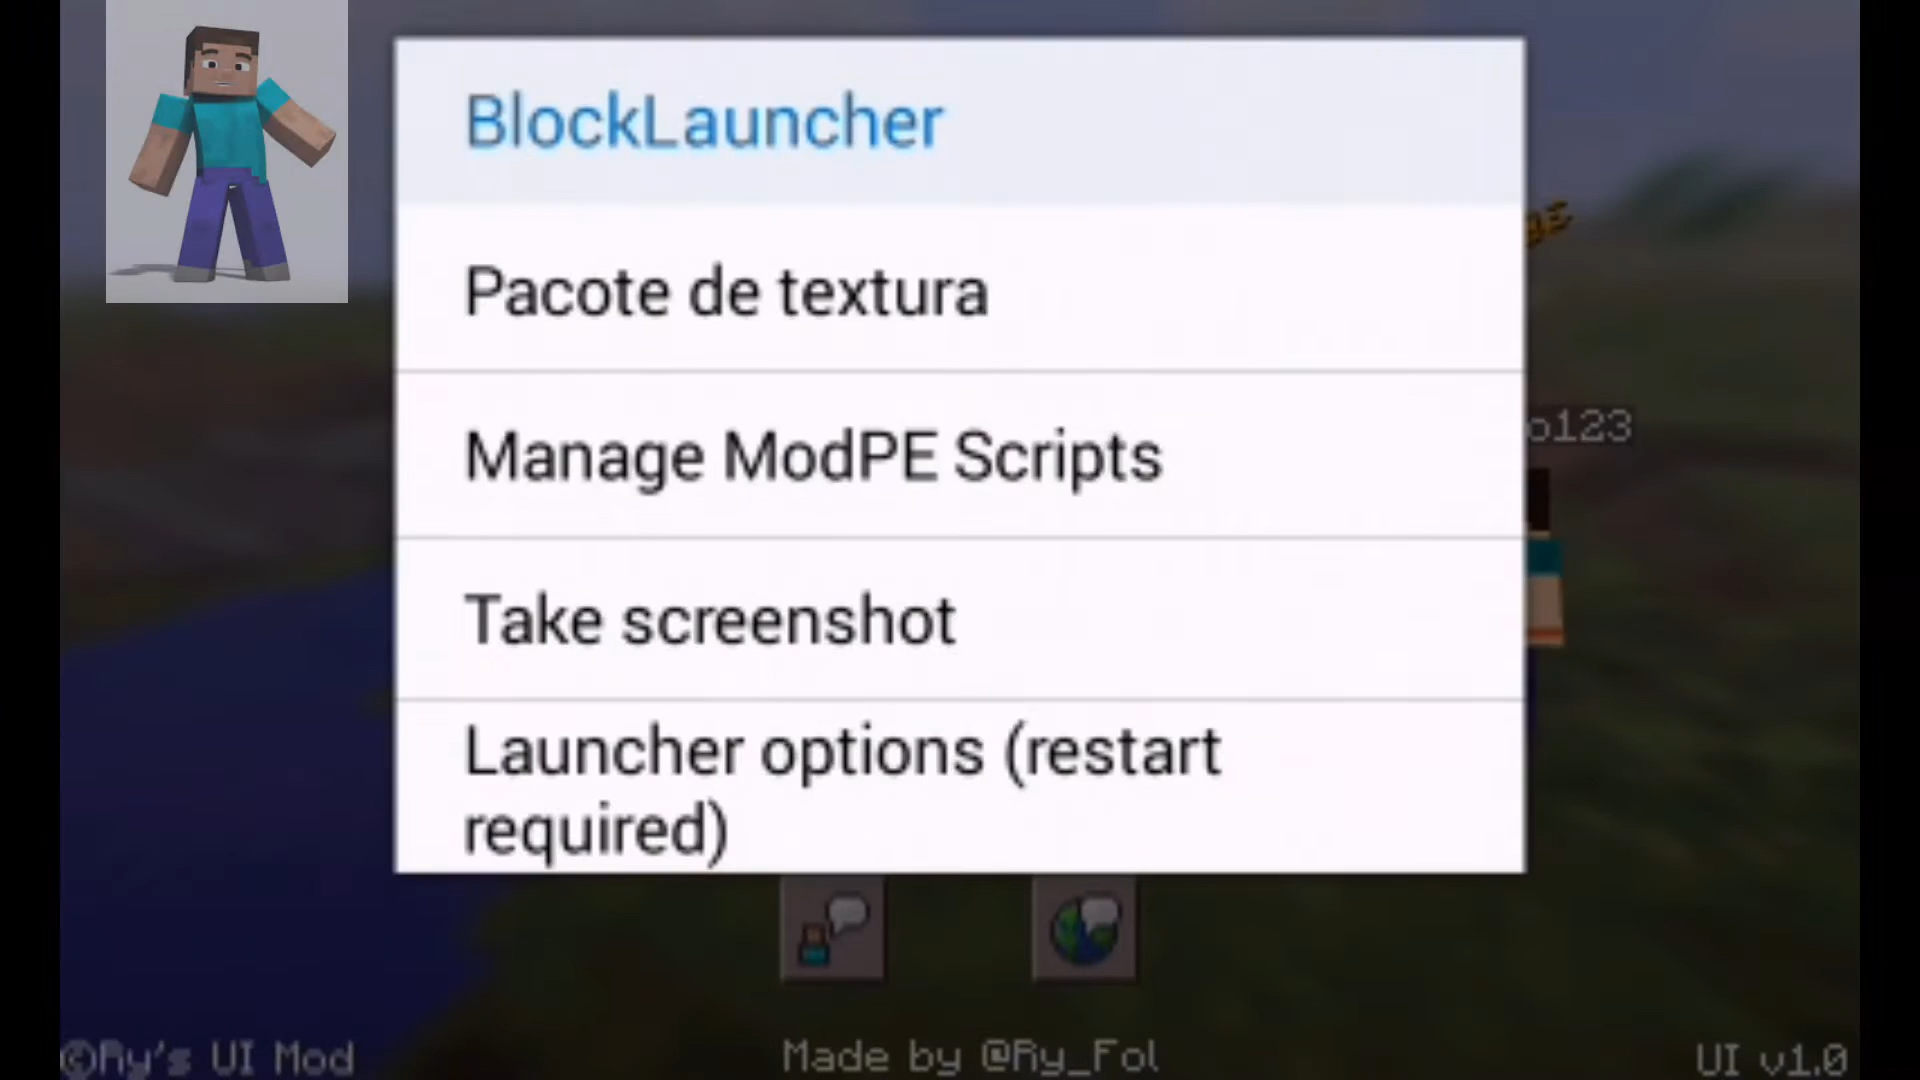 BlockLauncher
Pacote de textura
Manage ModPE Scripts
Take screenshot
Launcher options (restart
required)
o123
©Ry's UI Mod
Made by @Ry_Fol
UI v1.0